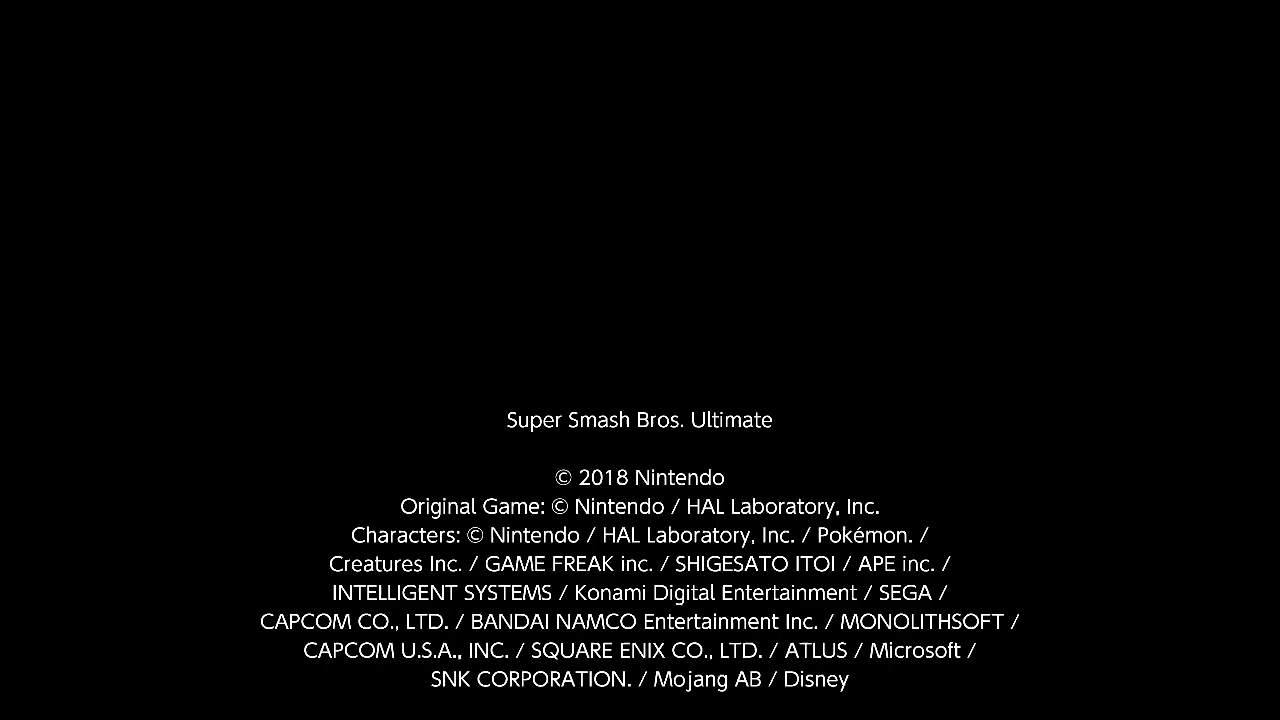 Super Smash Bros. Ultimate
© 2018 Nintendo
Original Game: © Nintendo / HAL Laboratory, Inc.
Characters: © Nintendo / HAL Laboratory, Inc. / Pokémon. /
Creatures Inc. / GAME FREAK inc. / SHIGESATO ITOI / APE inc. /
INTELLIGENT SYSTEMS / Konami Digital Entertainment / SEGA /
CAPCOM CO., LTD. / BANDAI NAMCO Entertainment Inc. / MONOLITHSOFT /
CAPCOM U.S.A., INC. / SQUARE ENIX CO., LTD. / ATLUS / Microsoft /
SNK CORPORATION. / Mojang AB / Disney